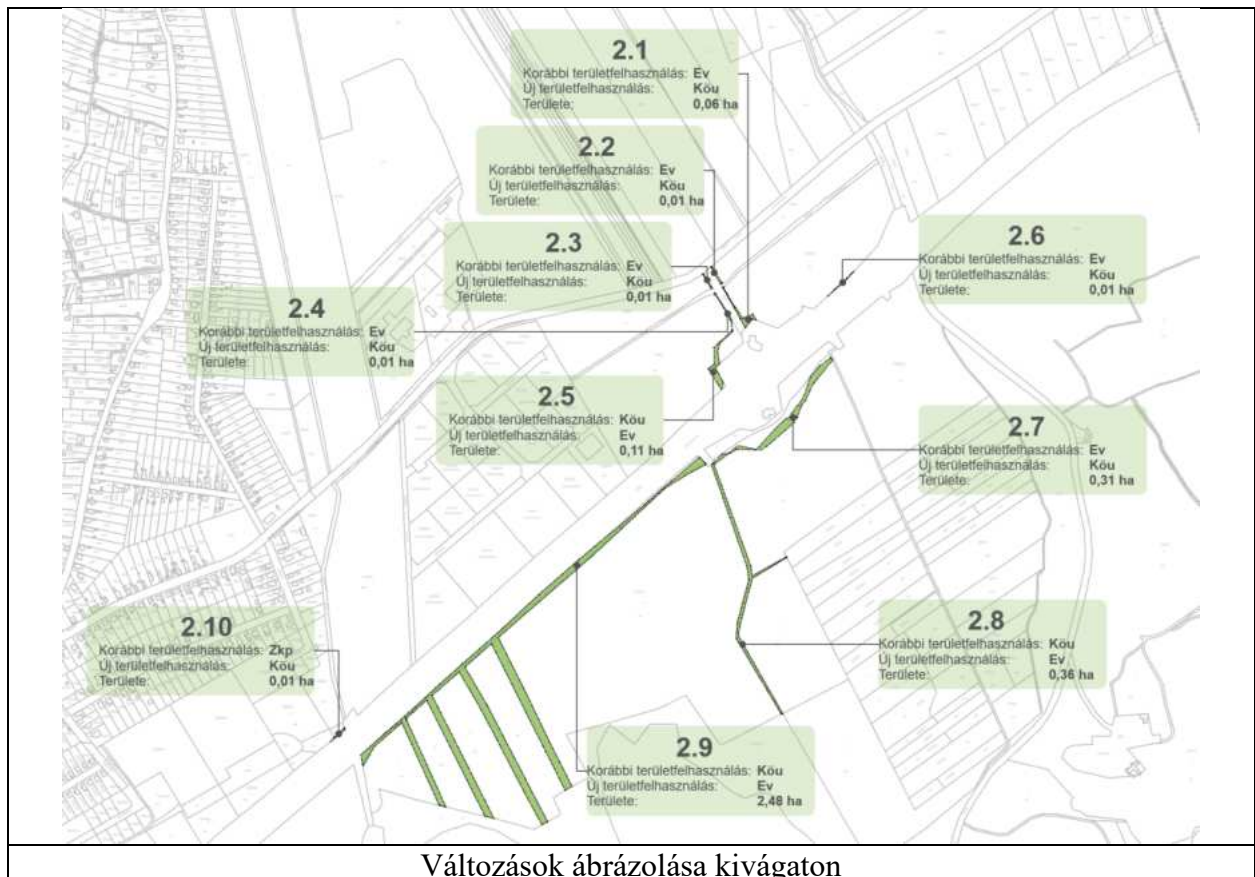 2.1
Korábbi területfelhasználás: Ev
Új területfelhasználás: Köu
Területe: 0,06 ha
2.2
Korábbi területfelhasználás: Ev
Új területfelhasználás: Köu
Területe: 0,01 ha
2.3
Korábbi területfelhasználás: Ev
Új területfelhasználás: Köu
Területe: 0,01 ha
2.4
Korábbi területfelhasználás: Ev
Új területfelhasználás: Köu
Területe: 0,01 ha
2.5
Korábbi területfelhasználás: Köu
Új területfelhasználás: Ev
Területe: 0,11 ha
2.6
Korábbi területfelhasználás: Ev
Új területfelhasználás: Köu
Területe: 0,01 ha
2.7
Korábbi területfelhasználás: Ev
Új területfelhasználás: Köu
Területe: 0,31 ha
2.8
Korábbi területfelhasználás: Köu
Új területfelhasználás: Ev
Területe: 0,36 ha
2.9
Korábbi területfelhasználás: Köu
Új területfelhasználás: Ev
Területe: 2,48 ha
2.10
Korábbi területfelhasználás: Zkp
Új területfelhasználás: Köu
Területe: 0,01 ha
Változások ábrázolása kivágaton